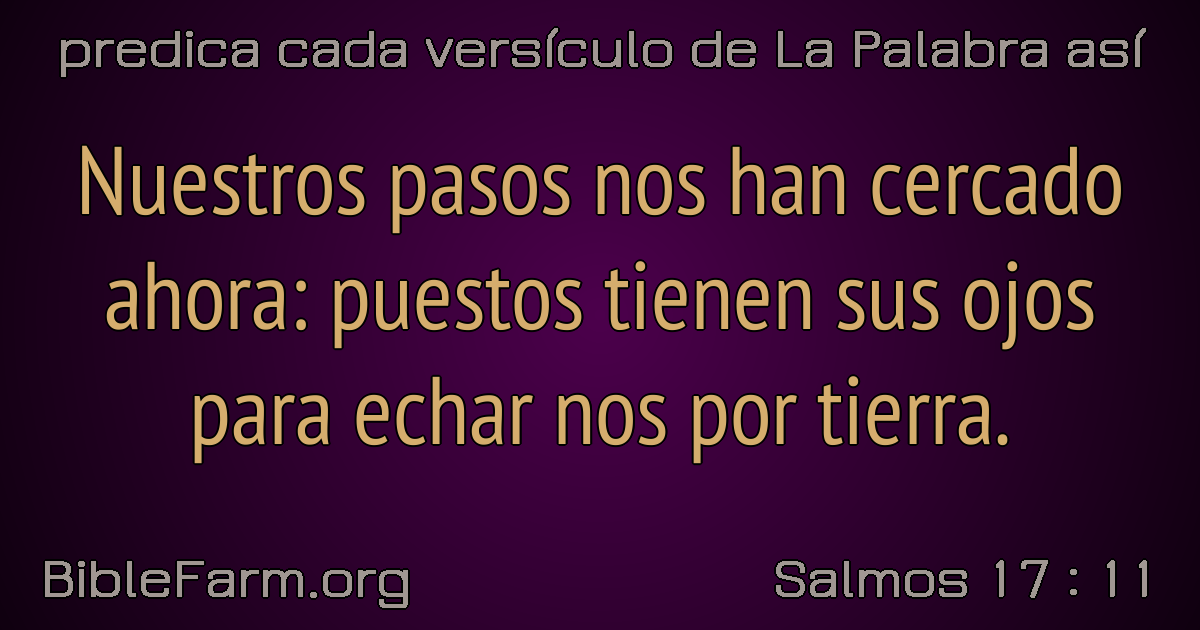 predica cada versículo de La Palabra así
Nuestros pasos nos han cercado
ahora: puestos tienen sus ojos
para echar nos por tierra.
BibleFarm.org
Salmos 17 : 11